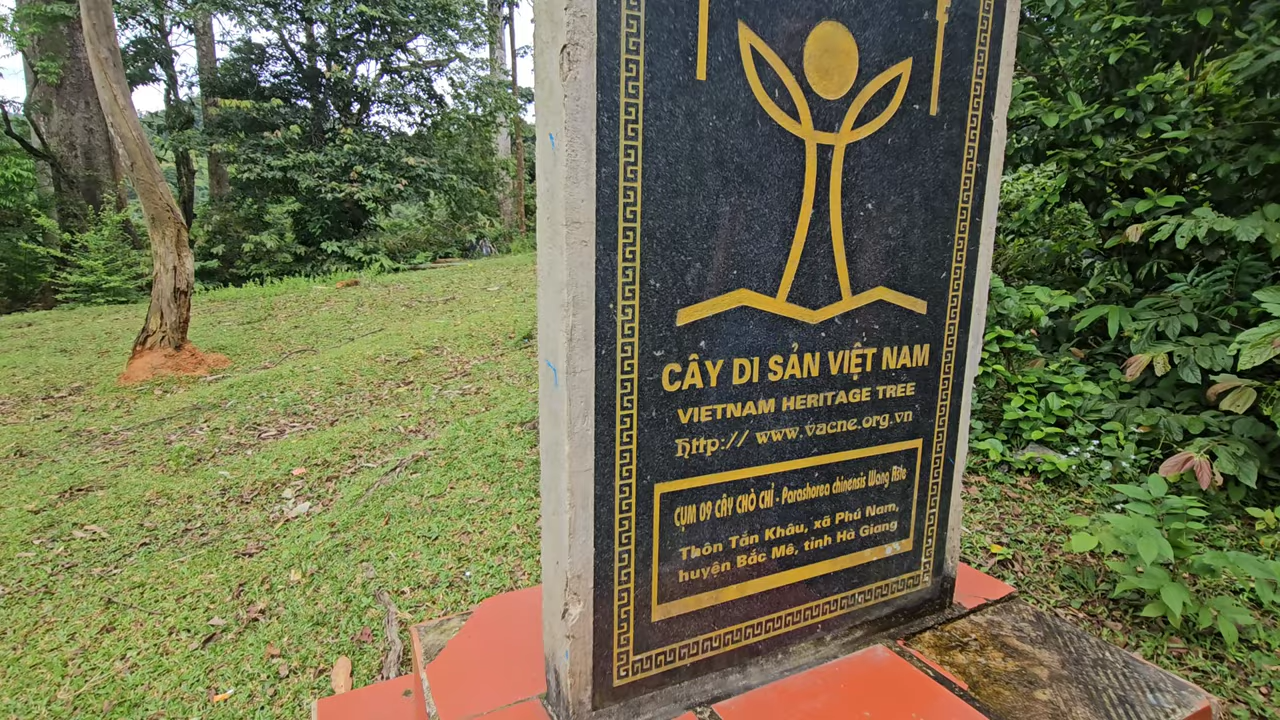 CÂY DI SẢN VIỆT NAM
VIETNAM HERITAGE TREE
Http:// www.vacne.org.vn
CỤM 09 CÂY CHÒ CHỈ - Parashorea chinensis Wang Hsie
Thôn Tắn Khâu, xã Phú Nam,
huyện Bắc Mê, tỉnh Hà Giang